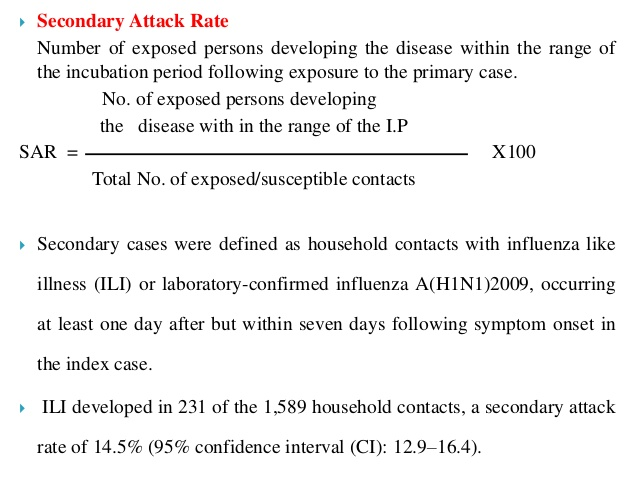 Secondary Attack Rate
Number of exposed persons developing the disease within the range of
the incubation period following exposure to the primary case.
No. of exposed persons developing
the disease with in the range of the I.P
SAR = X100
Total No. of exposed/susceptible contacts
Secondary cases were defined as household contacts with influenza like
illness (ILI) or laboratory-confirmed influenza A(H1N1)2009, occurring
at least one day after but within seven days following symptom onset in
the index case.
ILI developed in 231 of the 1,589 household contacts, a secondary attack
rate of 14.5% (95% confidence interval (CI): 12.9–16.4).